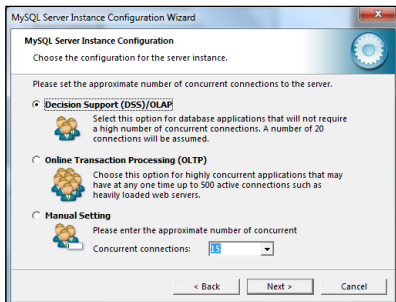 MySQL Server Instance Configuration Wizard
MySQL Server Instance Configuration
Choose the configuration for the server instance.
Please set the approximate number of concurrent connections to the server.
Decision Support (DSS)/OLAP
Select this option for database applications that will not require
a high number of concurrent connections. A number of 20
connections will be assumed.
Online Transaction Processing (OLTP)
Choose this option for highly concurrent applications that may
have at any one time up to 500 active connections such as
heavily loaded web servers.
Manual Setting
Please enter the approximate number of concurrent
Concurrent connections: 15
< Back Next > Cancel